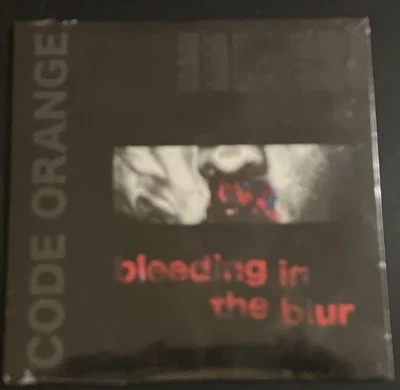 CODE ORANGE
bleeding in
The blur